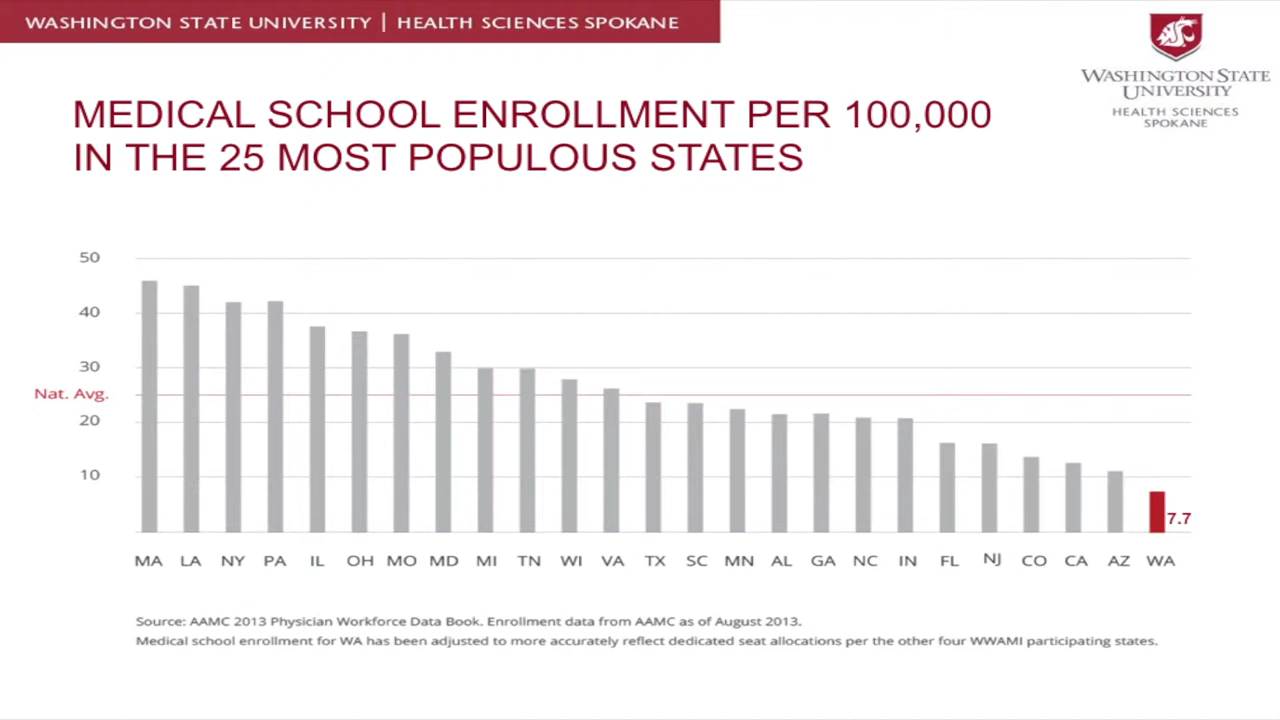 WASHINGTON STATE UNIVERSITY | HEALTH SCIENCES SPOKANE
WASHINGTON STATE
UNIVERSITY
HEALTH SCIENCES
SPOKANE
MEDICAL SCHOOL ENROLLMENT PER 100,000
IN THE 25 MOST POPULOUS STATES
50
40
30
Nat. Avg.
20
10
7.7
MA LA NY PA IL OH MO MD MI TN WI VA TX SC MN AL GA NC IN FL NJ CO CA AZ WA
Source: AAMC 2013 Physician Workforce Data Book. Enrollment data from AAMC as of August 2013.
Medical school enrollment for WA has been adjusted to more accurately reflect dedicated seat allocations per the other four WWAMI participating states.